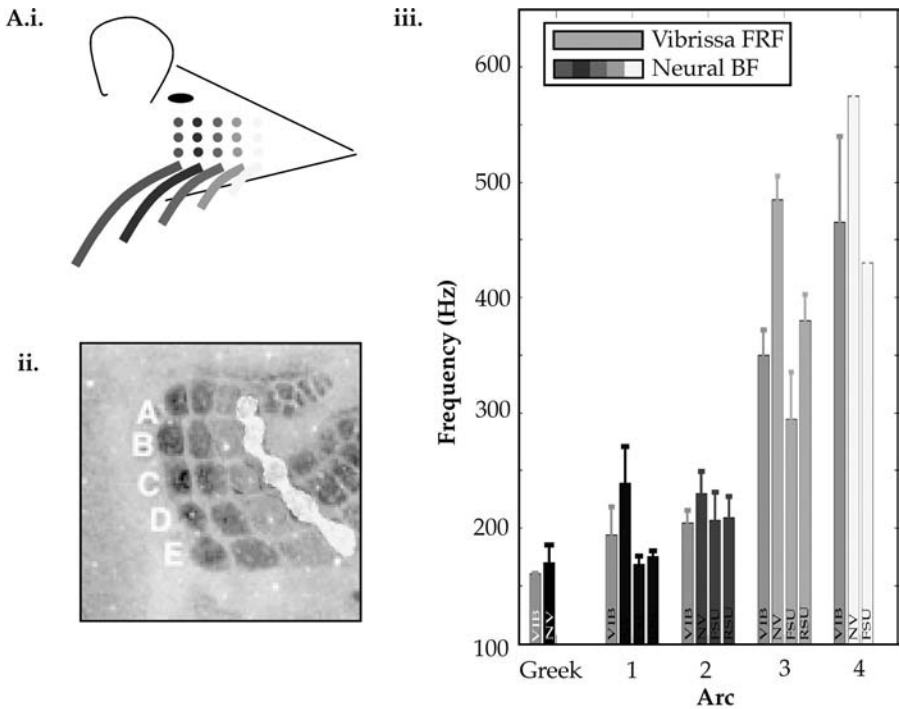 A.i.
ii.
A
B
C
D
E
iii.
Vibrissa FRF
Neural BF
Frequency (Hz)
600
500
400
300
200
100
VIB
NV
VIB
VIB
NV
FSU
RSU
VIB
NV
FSU
RSU
VIB
NV
FSU
Greek
1
2
3
4
Arc